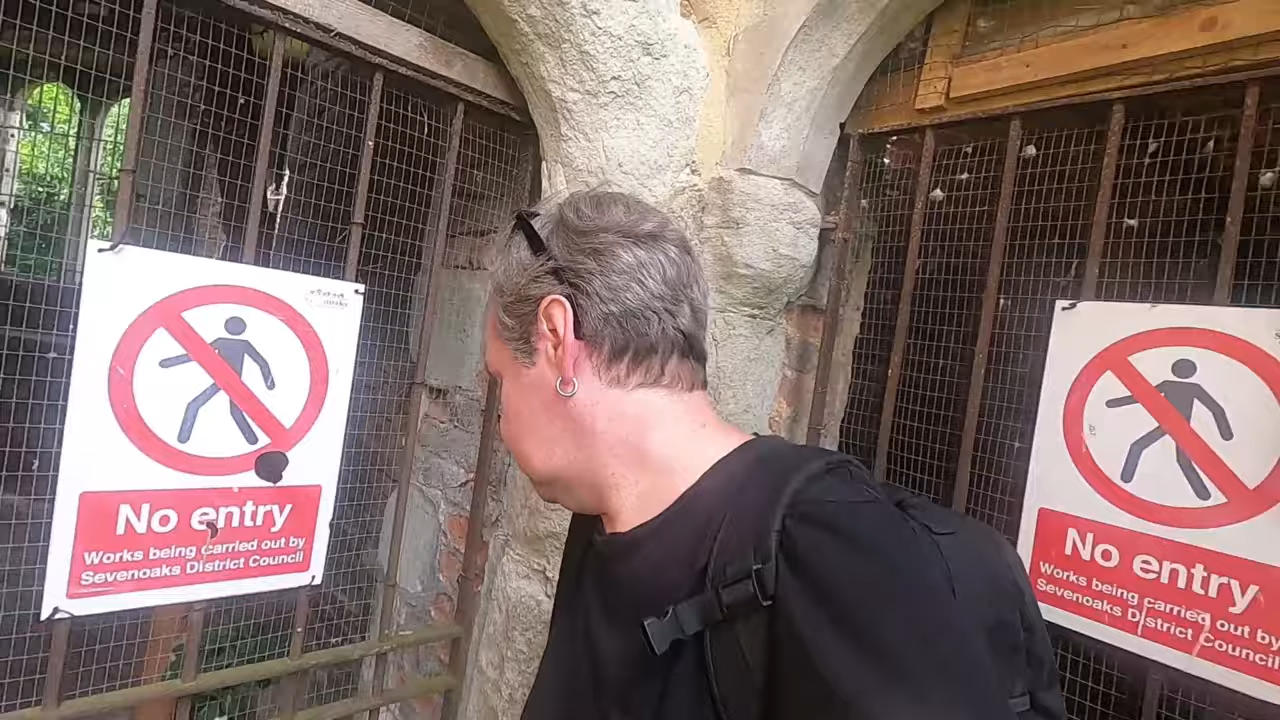 No entry
Works being carried out by
Sevenoaks District Council
No entry
Works being carried out by
Sevenoaks District Council